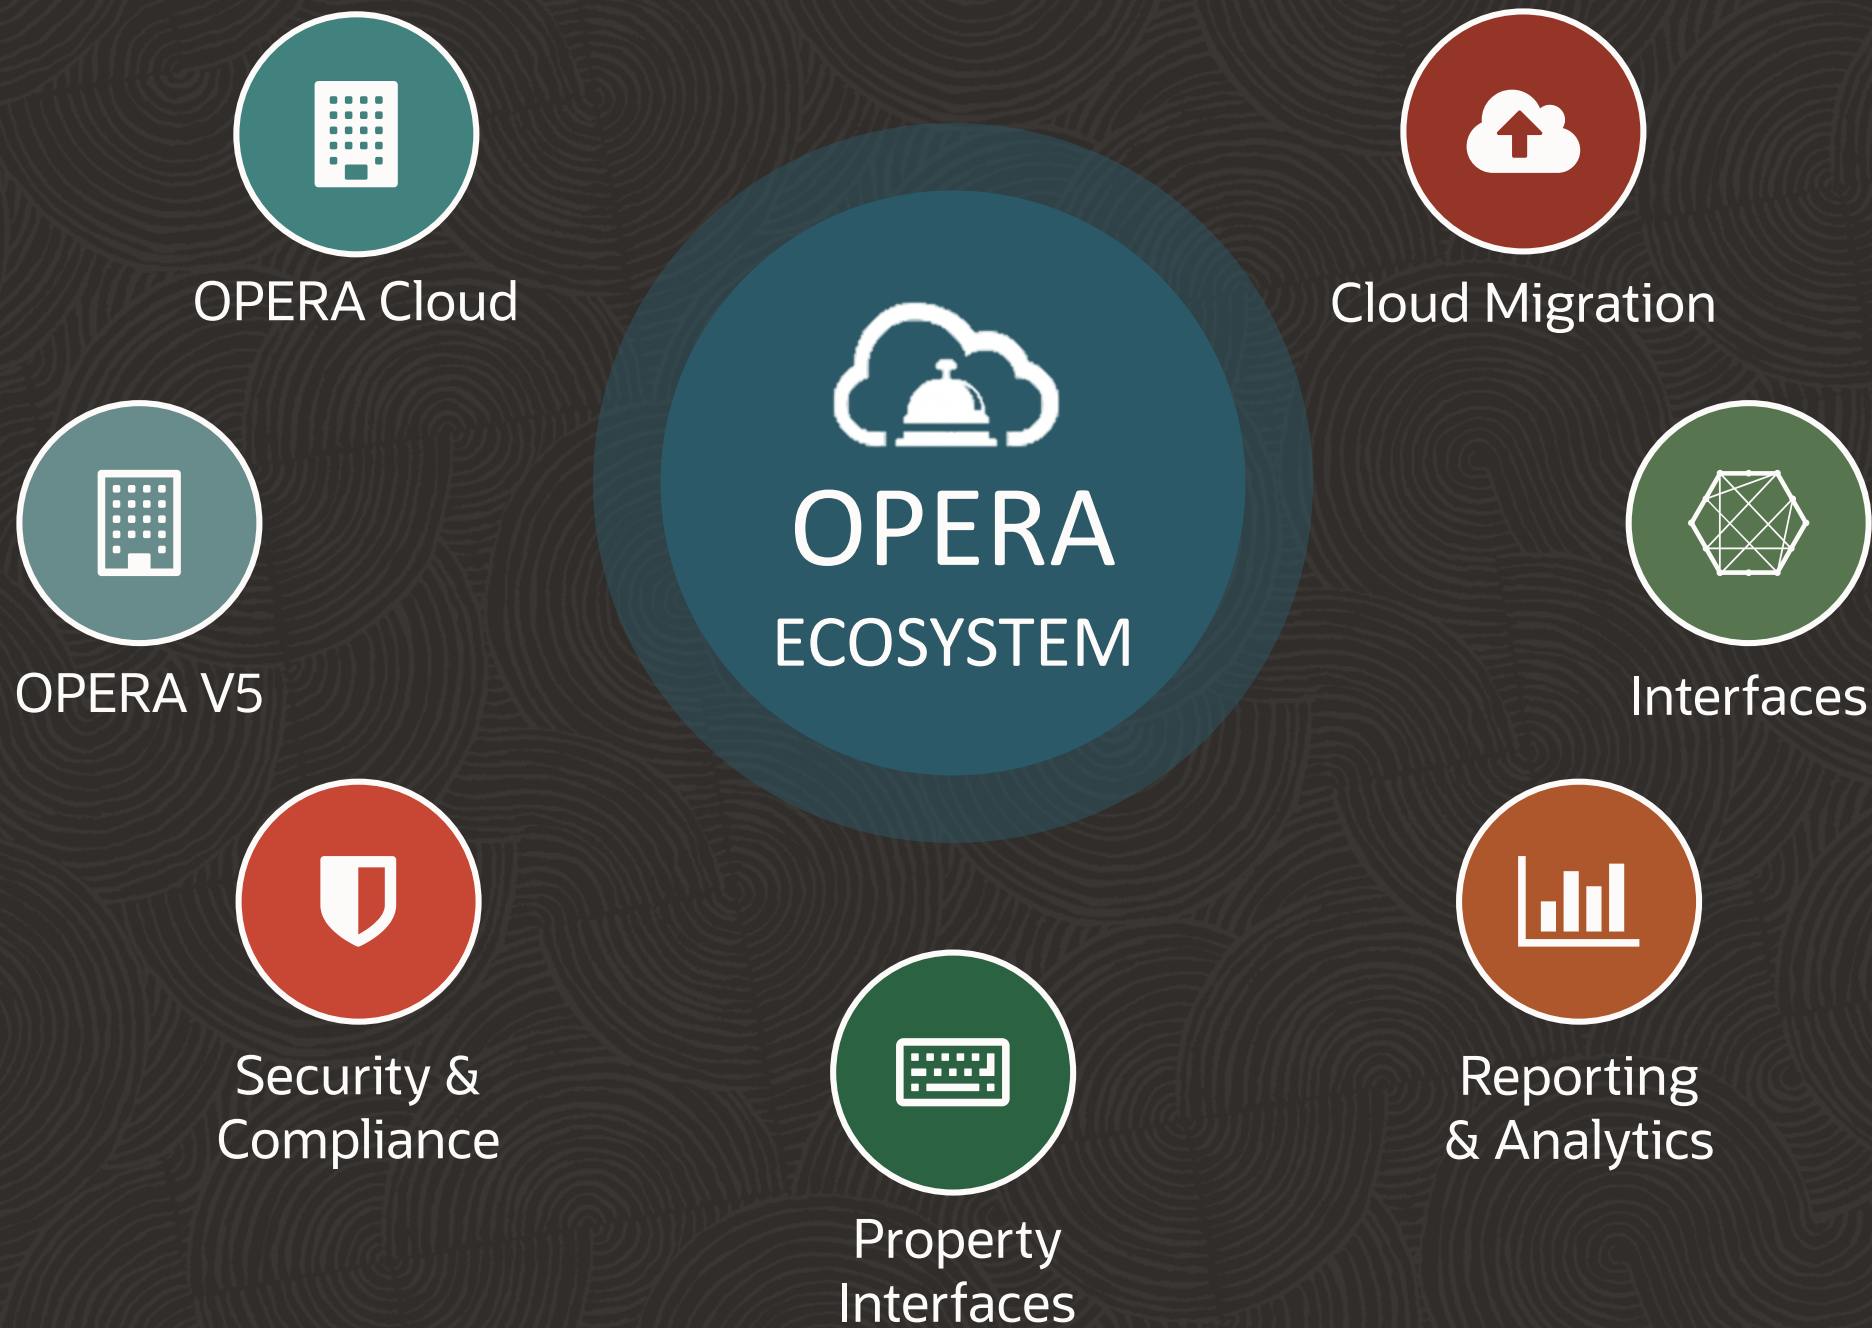 OPERA Cloud
Cloud Migration
OPERA
ECOSYSTEM
OPERA V5
Interfaces
Security &
Compliance
Reporting
& Analytics
Property
Interfaces